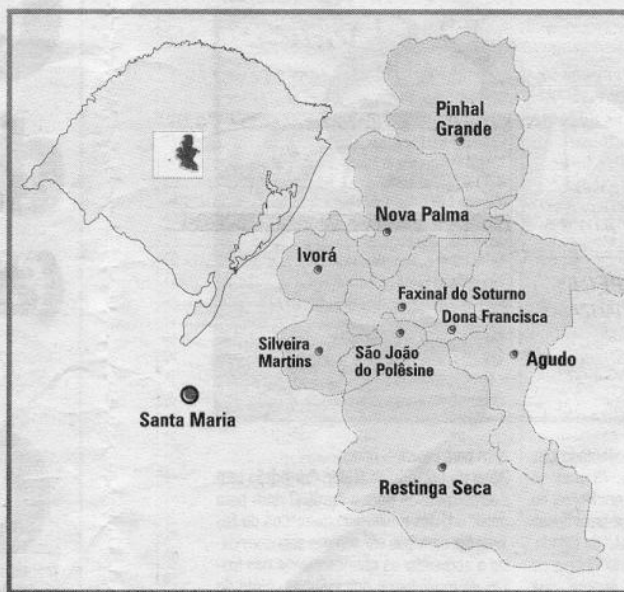 Pinhal
Grande
Nova Palma
Ivorá
Faxinal do Soturno
Dona Francisca
Silveira
Martins
São João
do Polêsine
Agudo
Santa Maria
Restinga Seca